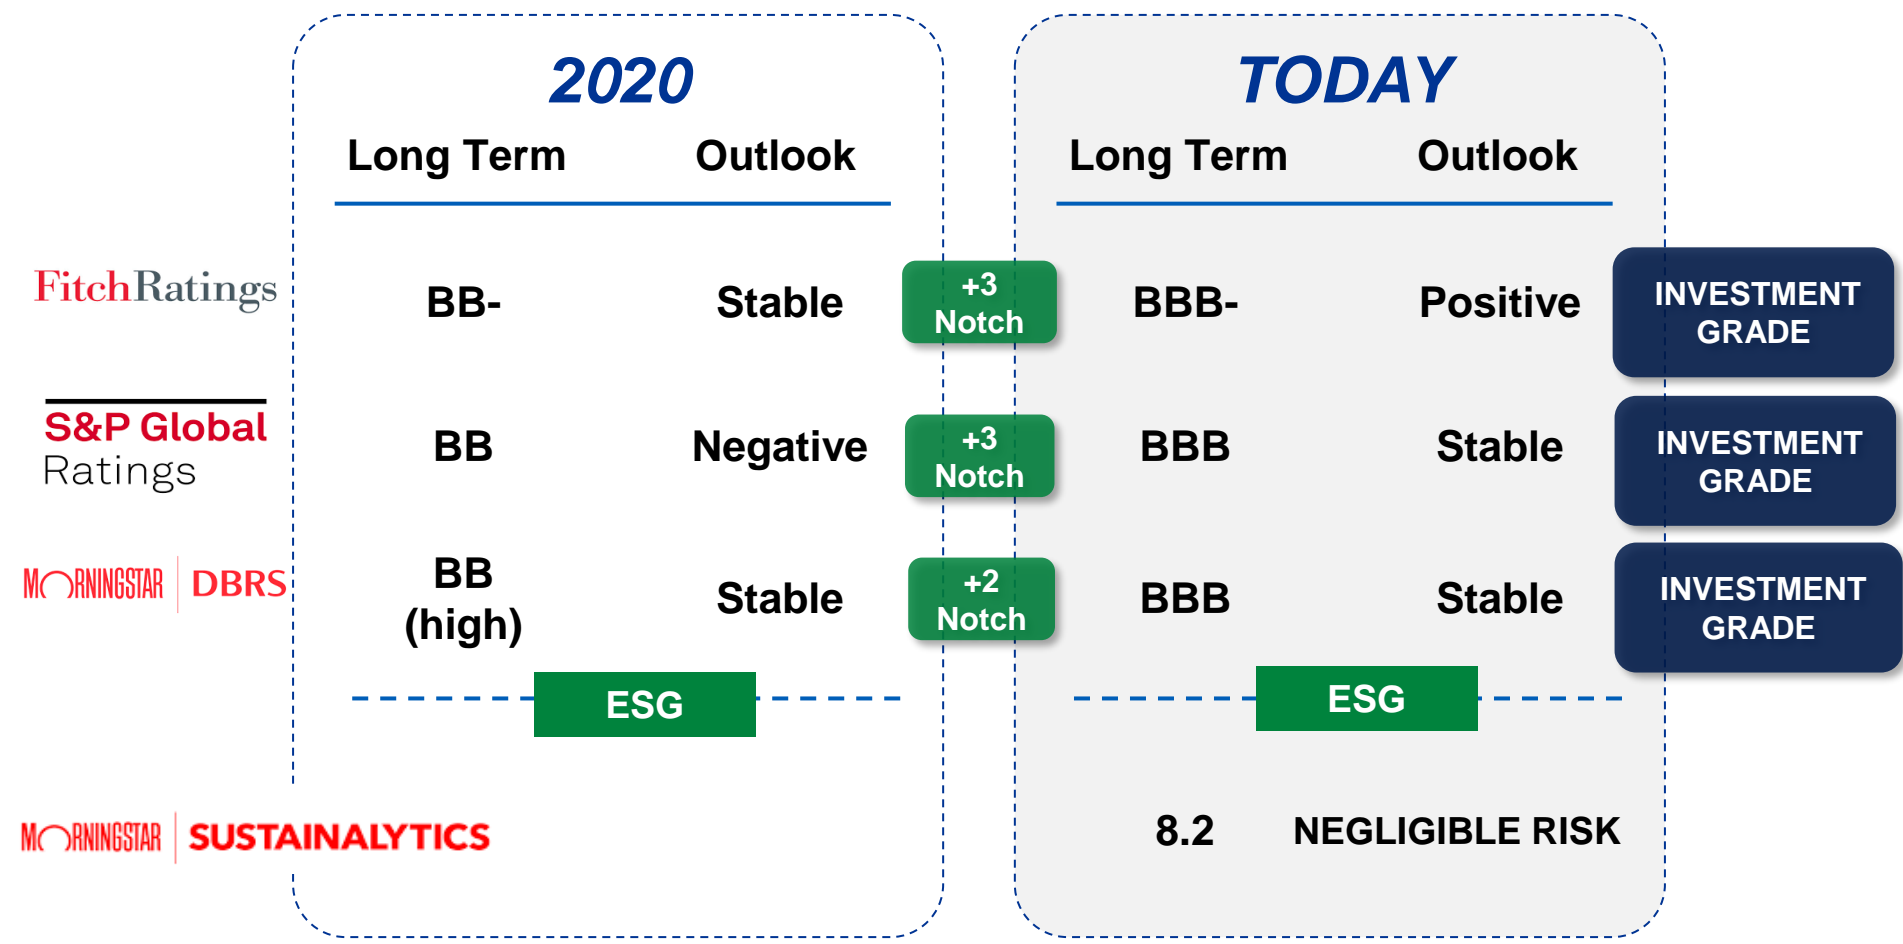 2020
TODAY
Long Term Outlook
Long Term Outlook
FitchRatings
BB- Stable
+3
Notch
BBB- Positive
INVESTMENT
GRADE
S&P Global
Ratings
BB Negative
+3
Notch
BBB Stable
INVESTMENT
GRADE
MORNINGSTAR DBRS
BB
(high)
Stable
+2
Notch
BBB Stable
INVESTMENT
GRADE
ESG
ESG
MORNINGSTAR SUSTAINALYTICS
8.2 NEGLIGIBLE RISK